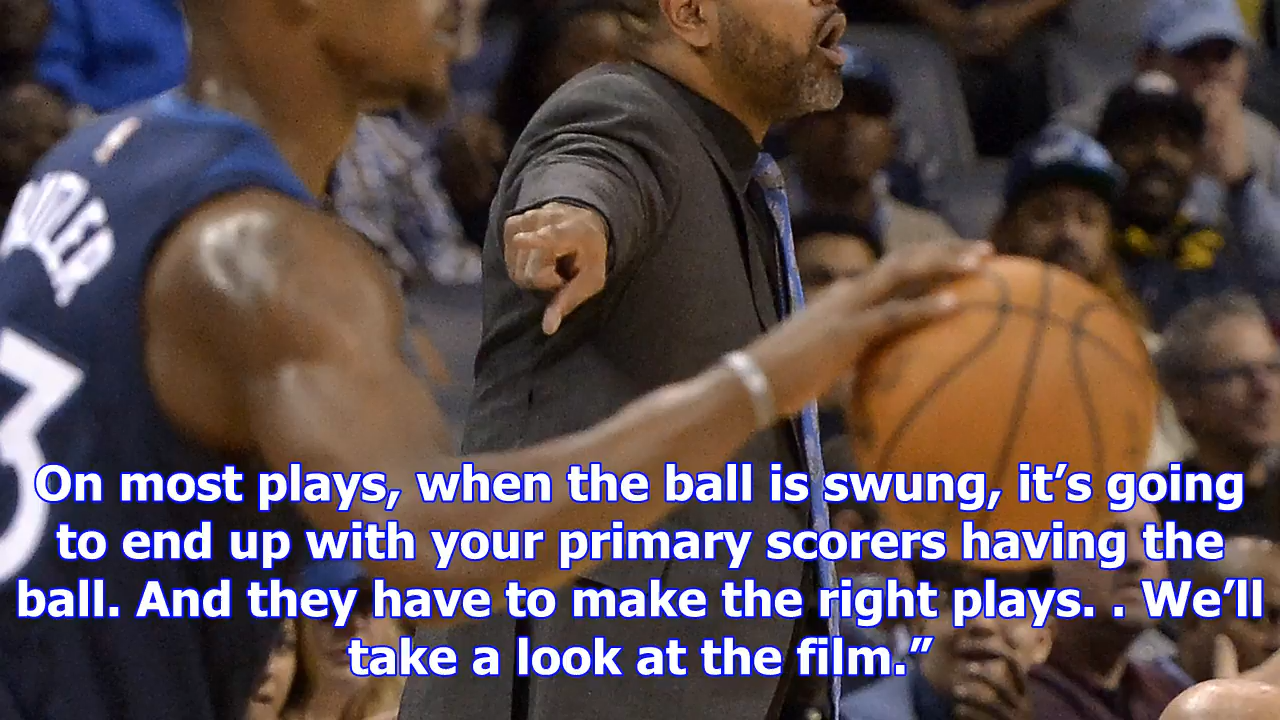 On most plays, when the ball is swung, it’s going
to end up with your primary scorers having the
ball. And they have to make the right plays. . We’ll
take a look at the film.”
3